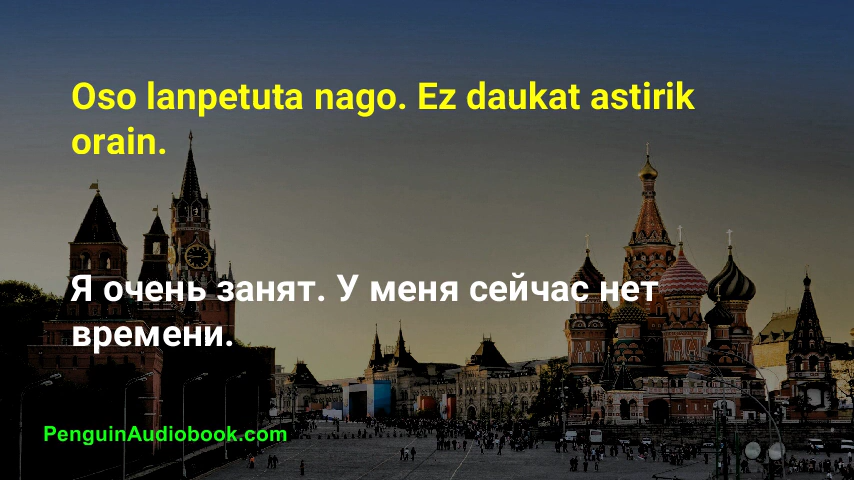 Oso lanpetuta nago. Ez daukat astirik
orain.
Я очень занят. У меня сейчас нет
времени.
PenguinAudiobook.com